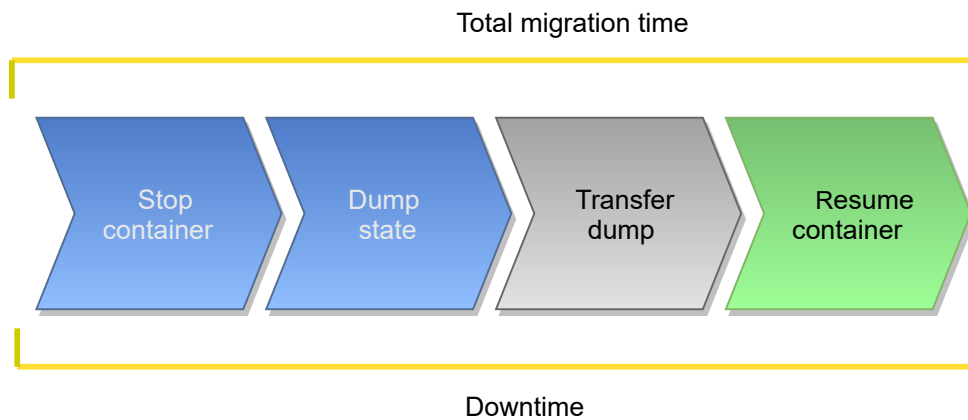 Total migration time
Stop
container
Dump
state
Transfer
dump
Resume
container
Downtime